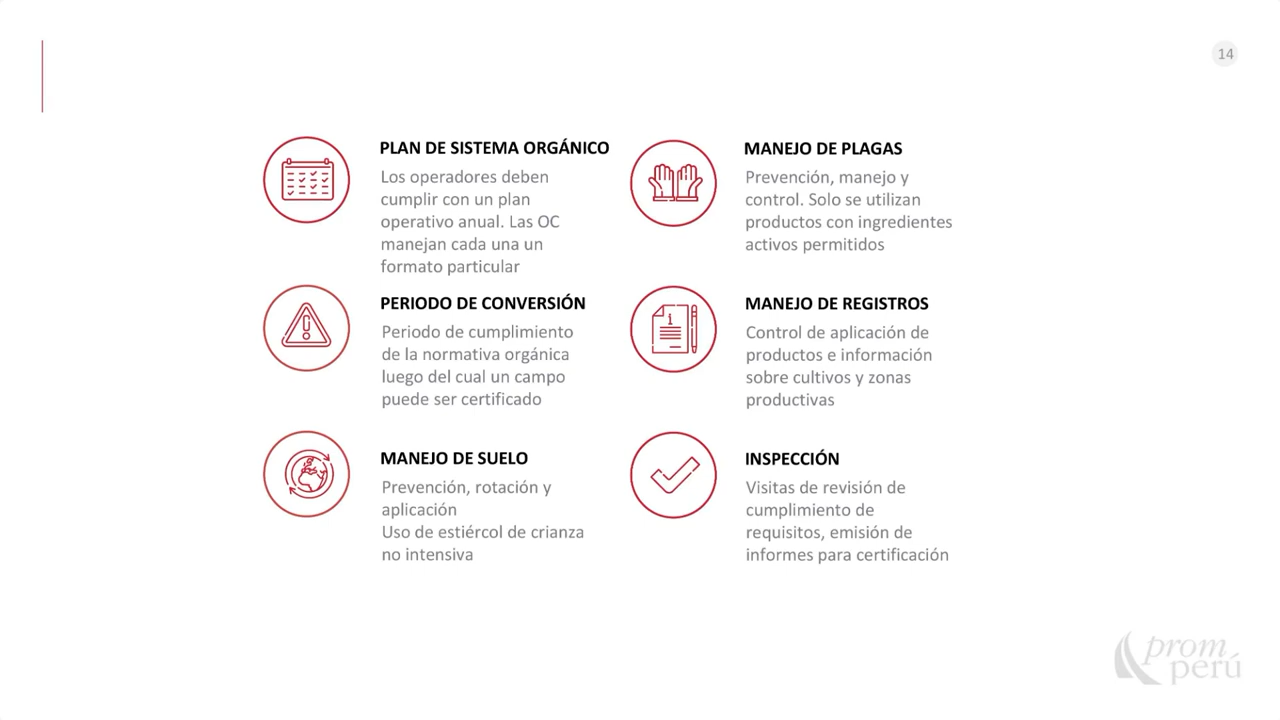 14
PLAN DE SISTEMA ORGÁNICO
Los operadores deben
cumplir con un plan
operativo anual. Las OC
manejan cada una un
formato particular
MANEJO DE PLAGAS
Prevención, manejo y
control. Solo se utilizan
productos con ingredientes
activos permitidos
PERIODO DE CONVERSIÓN
Periodo de cumplimiento
de la normativa orgánica
luego del cual un campo
puede ser certificado
MANEJO DE REGISTROS
Control de aplicación de
productos e información
sobre cultivos y zonas
productivas
MANEJO DE SUELO
Prevención, rotación y
aplicación
Uso de estiércol de crianza
no intensiva
INSPECCIÓN
Visitas de revisión de
cumplimiento de
requisitos, emisión de
informes para certificación
prom
perú